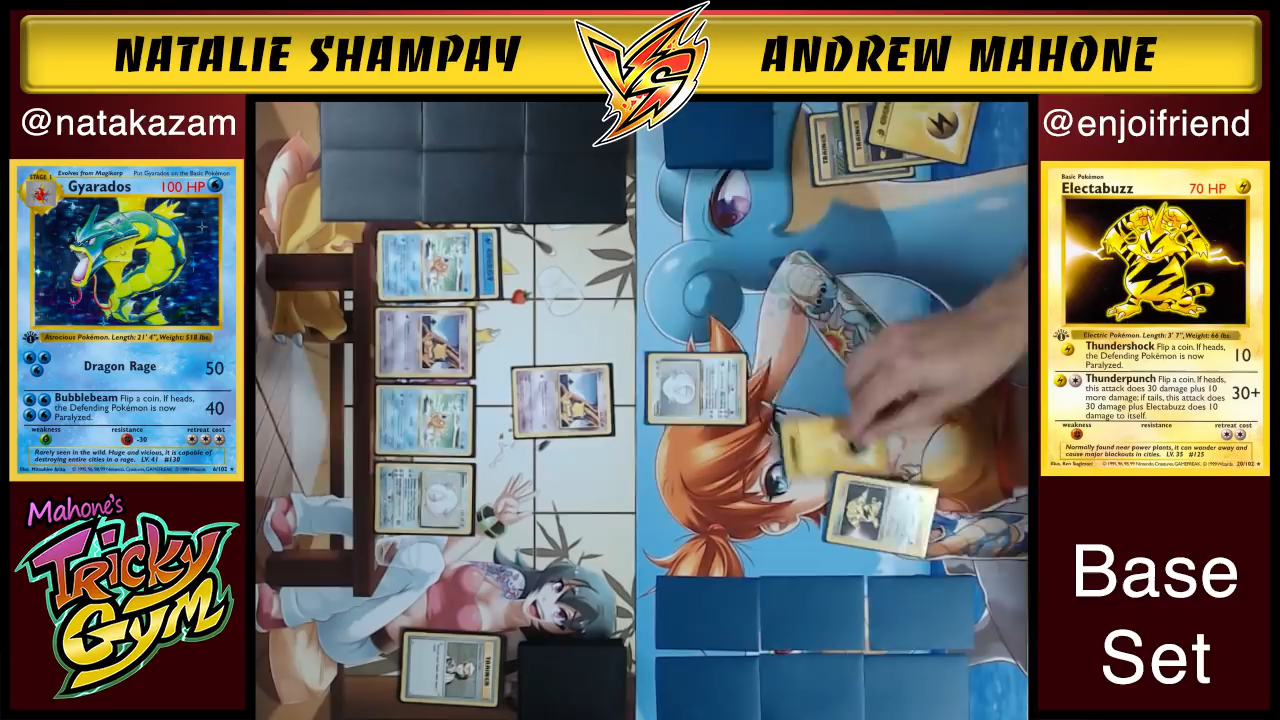 NATALIE SHAMPAY
VS
ANDREW MAHONE
@natakazam
@enjoifriend
STAGE 1
Evolves from Magikarp
Put Gyarados on the Basic Pokémon
Gyarados
100 HP
Atrocious Pokémon. Length: 21' 4", Weight: 518 lbs.
Dragon Rage
50
Bubblebeam Flip a coin. If heads,
the Defending Pokémon is now
Paralyzed.
40
weakness
resistance
retreat cost
-30
Rarely seen in the wild. Huge and vicious, it is capable of
destroying entire cities in a rage. LV. 41 #130
6/102
Basic Pokémon
Electabuzz
70 HP
Electric Pokémon. Length: 3' 7", Weight: 66 lbs.
Thundershock Flip a coin. If heads,
the Defending Pokémon is now
Paralyzed.
10
Thunderpunch Flip a coin. If heads,
this attack does 30 damage plus 10
more damage; if tails, this attack does
30 damage plus Electabuzz does 10
damage to itself.
30+
weakness
resistance
retreat cost
Normally found near power plants, it can wander away and
cause major blackouts in cities. LV. 35 #125
20/102
Mahone's
TRicky
GyM
Base
Set
TRAINER